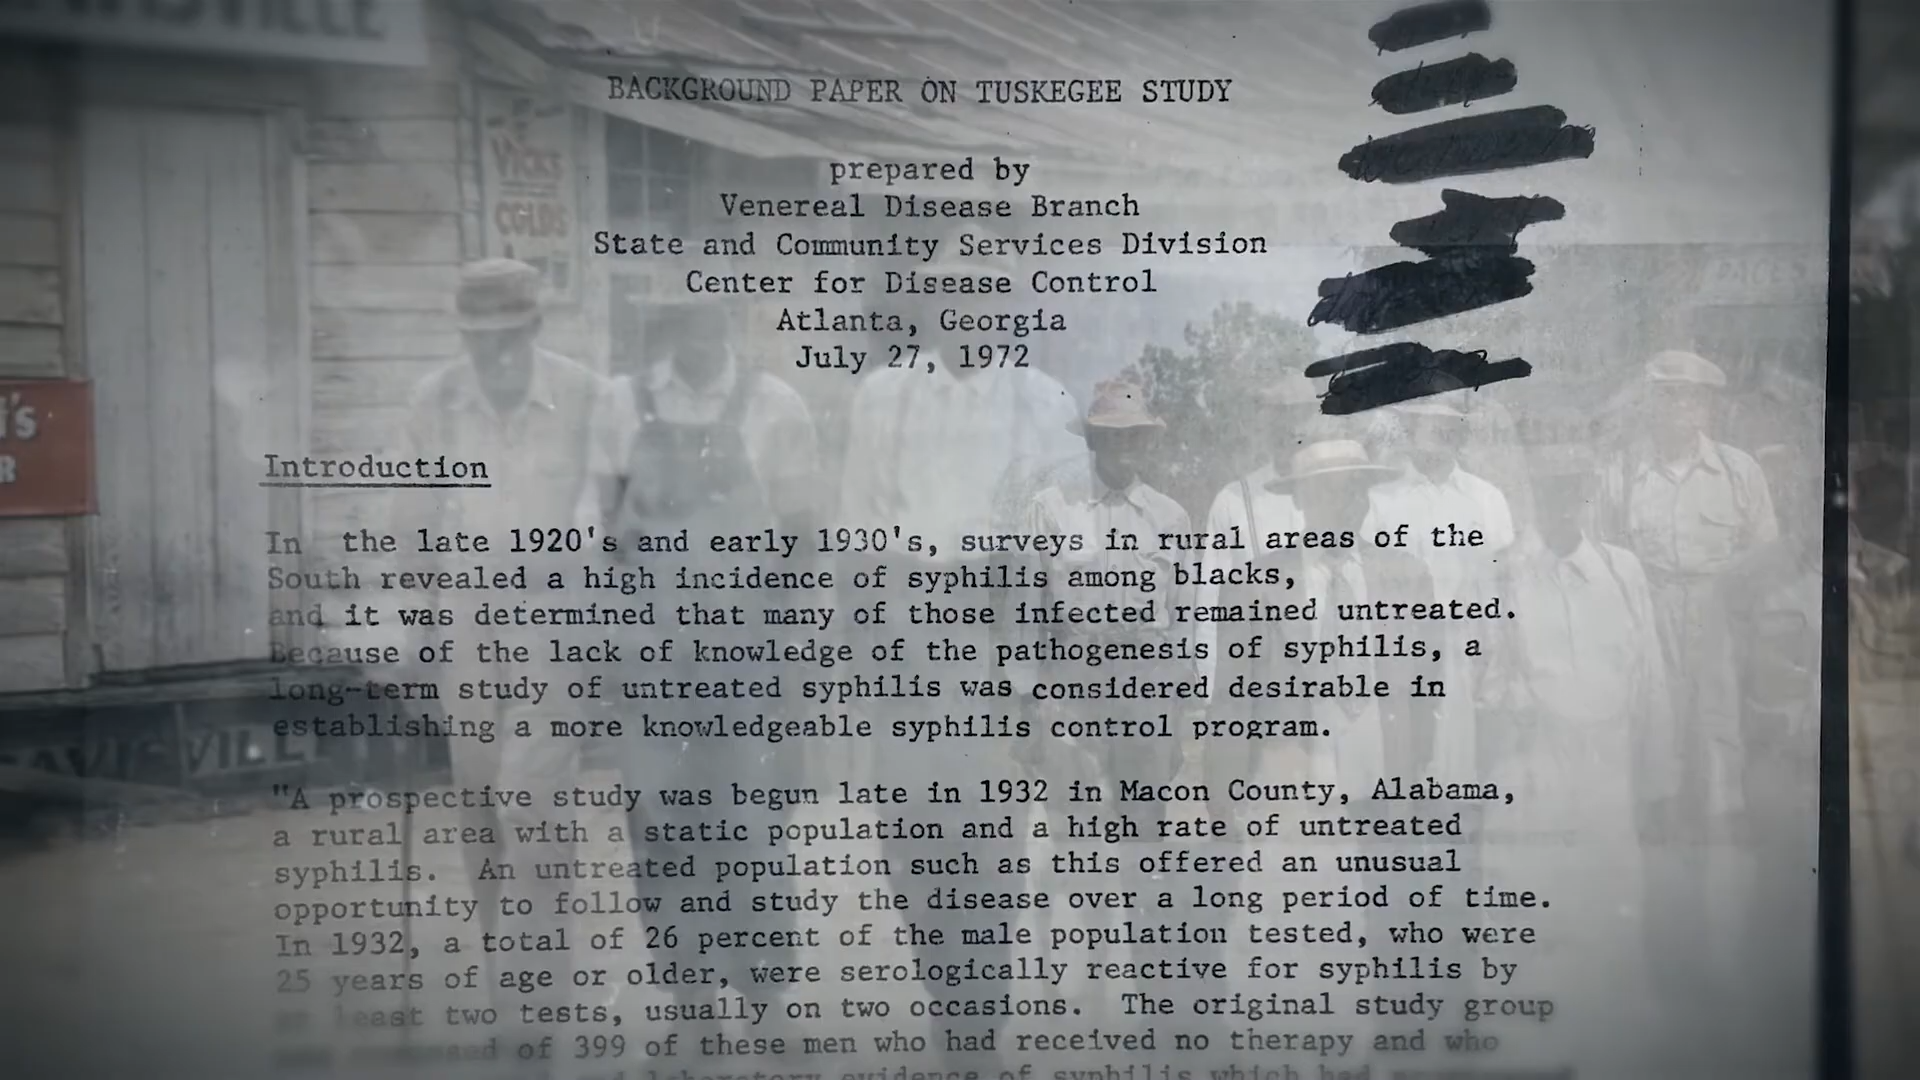 BACKGROUND PAPER ON TUSKEGEE STUDY
prepared by
Venereal Disease Branch
State and Community Services Division
Center for Disease Control
Atlanta, Georgia
July 27, 1972
VICKS
COLDS
Introduction
In the late 1920's and early 1930's, surveys in rural areas of the
South revealed a high incidence of syphilis among blacks,
and it was determined that many of those infected remained untreated.
Because of the lack of knowledge of the pathogenesis of syphilis, a
long-term study of untreated syphilis was considered desirable in
establishing a more knowledgeable syphilis control program.
"A prospective study was begun late in 1932 in Macon County, Alabama,
a rural area with a static population and a high rate of untreated
syphilis. An untreated population such as this offered an unusual
opportunity to follow and study the disease over a long period of time.
In 1932, a total of 26 percent of the male population tested, who were
25 years of age or older, were serologically reactive for syphilis by
least two tests, usually on two occasions. The original study group
of 399 of these men who had received no therapy and who
laboratory evidence of syphilis which had